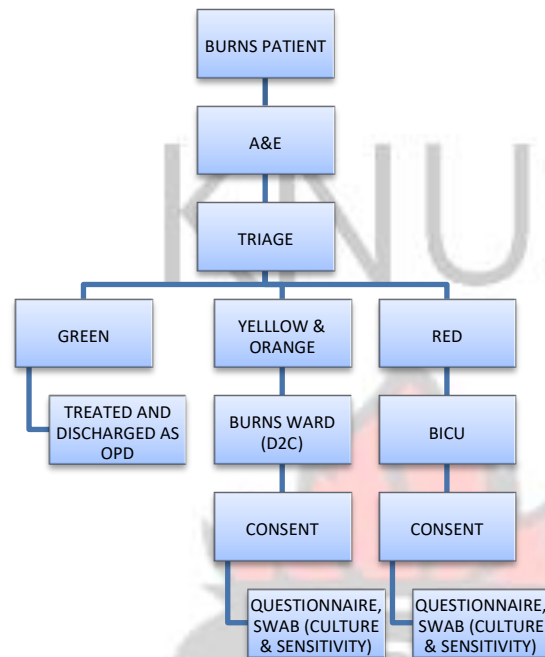 BURNS PATIENT
A&E
KNUS
TRIAGE
GREEN
YELLLOW &
ORANGE
RED
TREATED AND
DISCHARGED AS
OPD
BURNS WARD
(D2C)
BICU
CONSENT
CONSENT
QUESTIONNAIRE,
SWAB (CULTURE
& SENSITIVITY)
QUESTIONNAIRE,
SWAB (CULTURE
& SENSITIVITY)